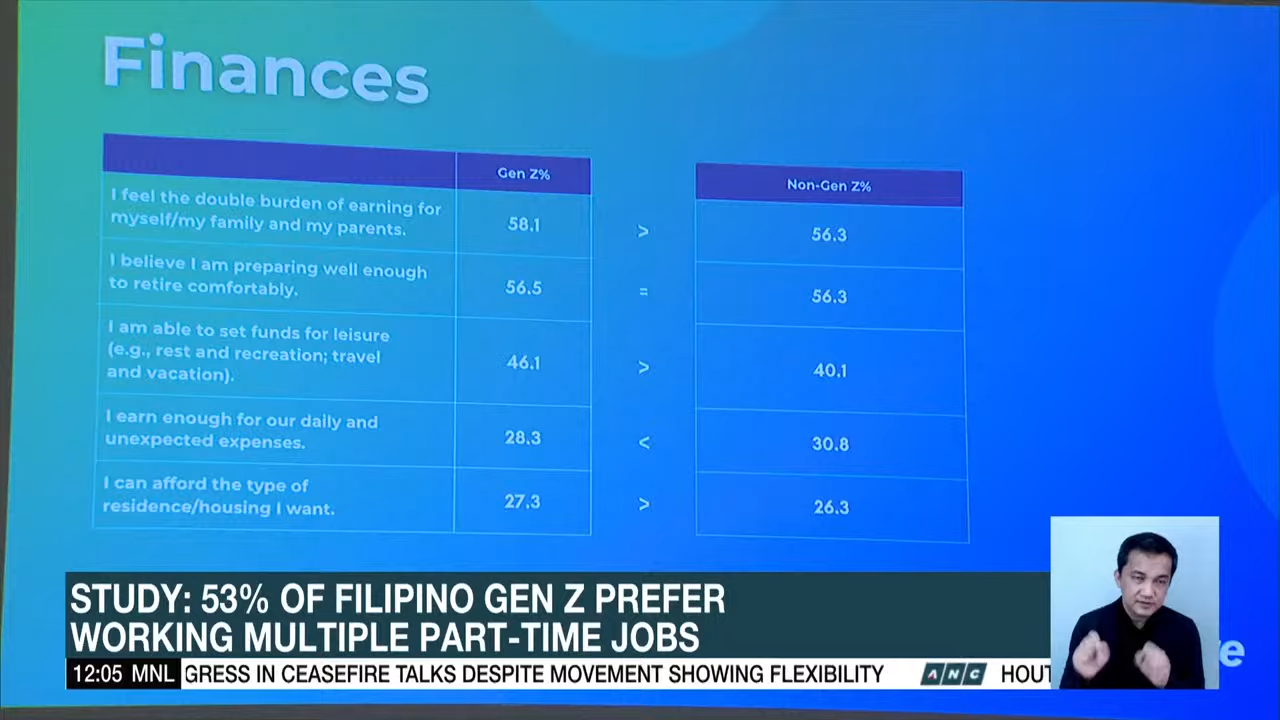 Finances
Gen Z%
Non-Gen Z%
I feel the double burden of earning for
myself/my family and my parents.
58.1
>
56.3
I believe I am preparing well enough
to retire comfortably.
56.5
=
56.3
I am able to set funds for leisure
(e.g., rest and recreation; travel
and vacation).
46.1
>
40.1
I earn enough for our daily and
unexpected expenses.
28.3
<
30.8
I can afford the type of
residence/housing I want.
27.3
>
26.3
STUDY: 53% OF FILIPINO GEN Z PREFER
WORKING MULTIPLE PART-TIME JOBS
12:05 MNL
GRESS IN CEASEFIRE TALKS DESPITE MOVEMENT SHOWING FLEXIBILITY
ANC
HOUT
e